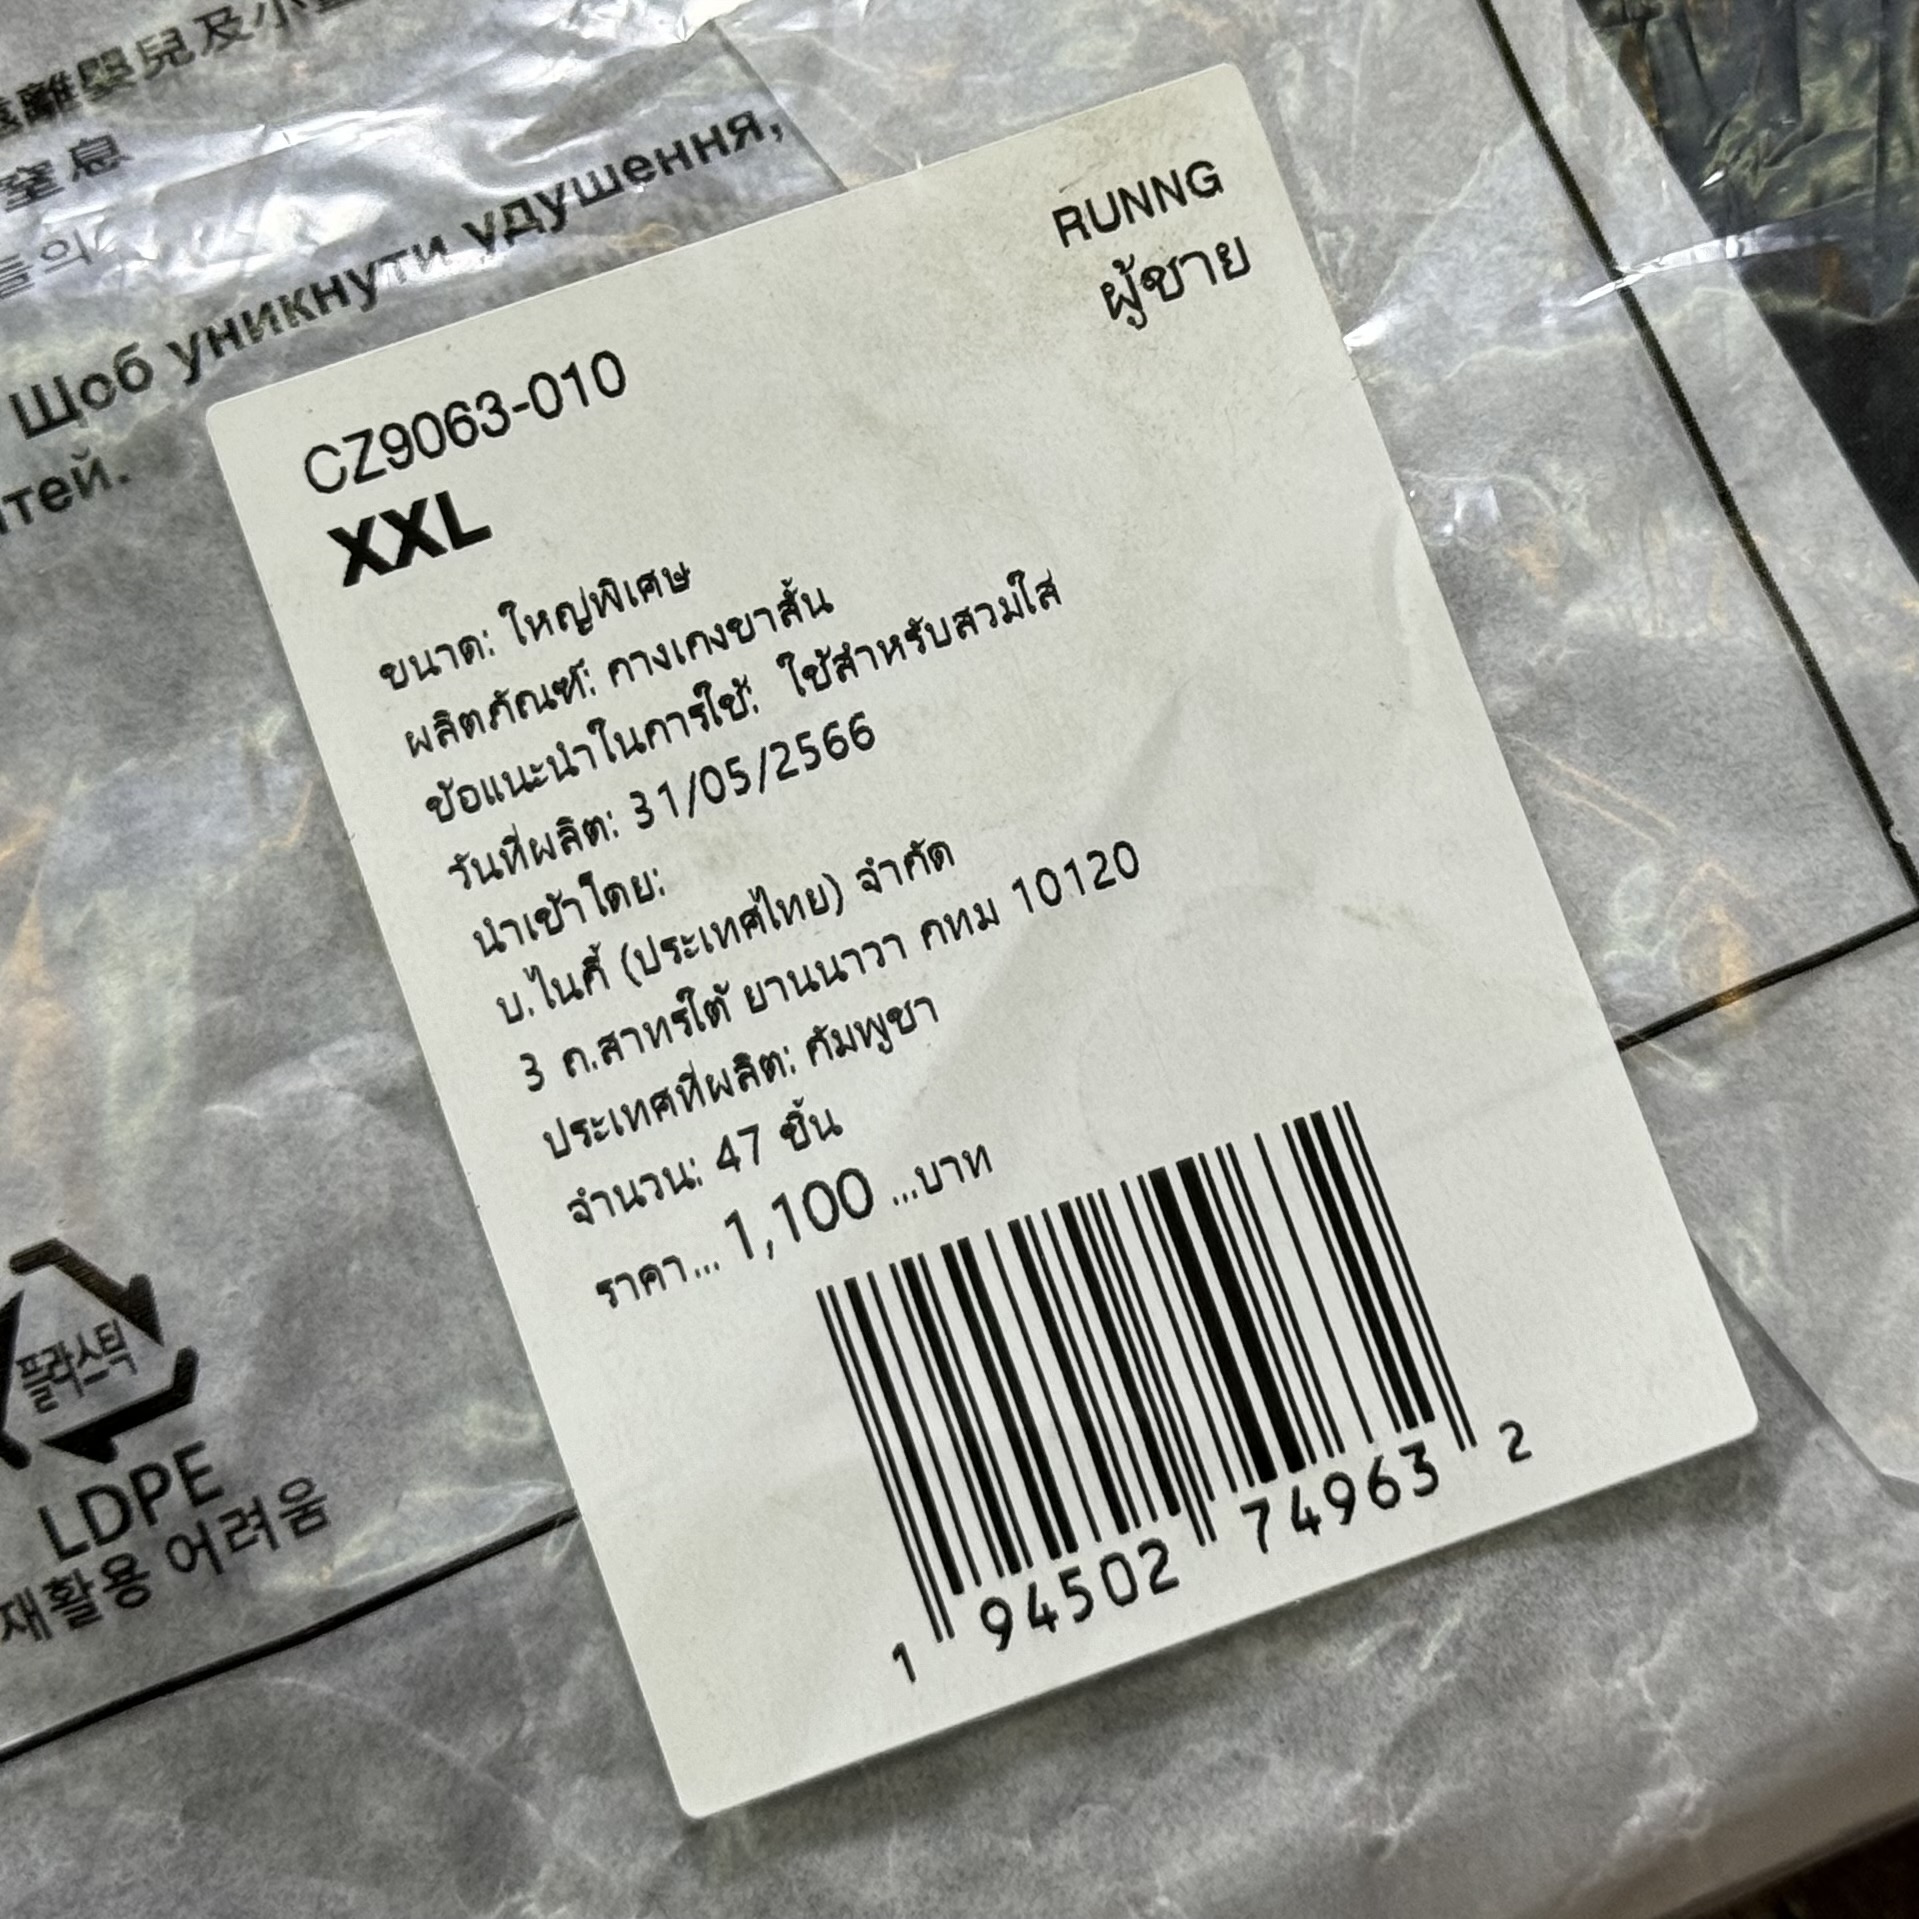 離嬰兒及小
窒息
들의
Щоб уникнути удушення,
тей.
RUNNG
ผู้ชาย
CZ9063-010
XXL
ขนาด: ใหญ่พิเศษ
ผลิตภัณฑ์: กางเกงขาสั้น
ข้อแนะนำในการใช้: ใช้สำหรับสวมใส่
วันที่ผลิต: 31/05/2566
นำเข้าโดย:
บ.ไนกี้ (ประเทศไทย) จำกัด
3 ถ.สาทรใต้ ยานนาวา กทม 10120
ประเทศที่ผลิต: กัมพูชา
จำนวน: 47 ชิ้น
ราคา... 1,100 ...บาท
1 94502 74963 2
플라스틱
LDPE
재활용 어려움